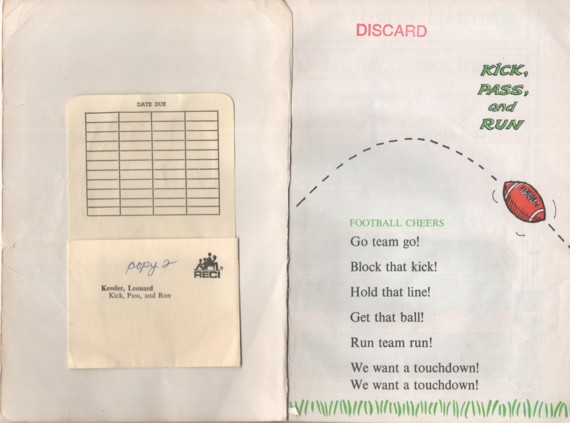 DATE DUE
copy 2
RECI
Kessler, Leonard
Kick, Pass, and Run
DISCARD
KICK,
PASS,
and
RUN
FOOTBALL CHEERS
Go team go!
Block that kick!
Hold that line!
Get that ball!
Run team run!
We want a touchdown!
We want a touchdown!